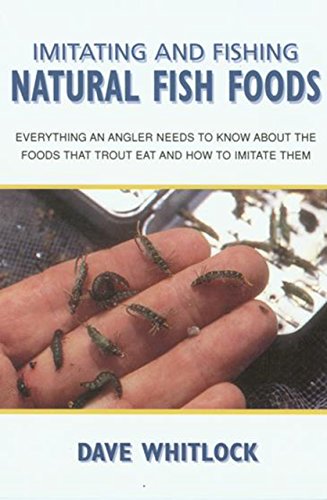 IMITATING AND FISHING
NATURAL FISH FOODS
EVERYTHING AN ANGLER NEEDS TO KNOW ABOUT THE
FOODS THAT TROUT EAT AND HOW TO IMITATE THEM
DAVE WHITLOCK